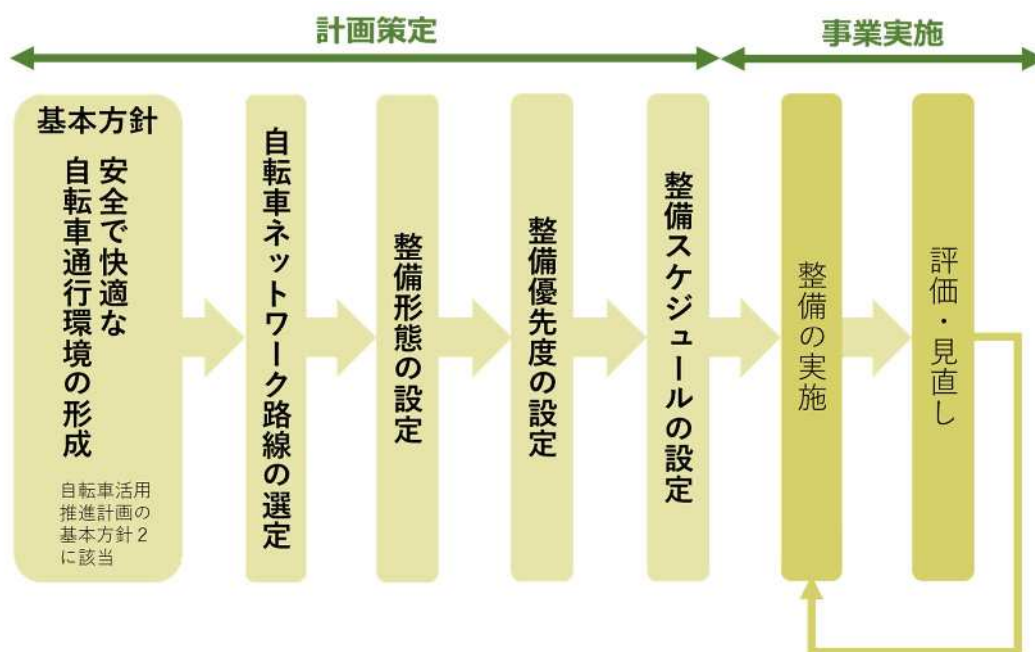 計画策定
事業実施
基本方針
安全で快適な
自転車通行環境の形成
自転車活用
推進計画の
基本方針２
に該当
自転車ネットワーク路線の選定
整備形態の設定
整備優先度の設定
整備スケジュールの設定
整備の実施
評価・見直し